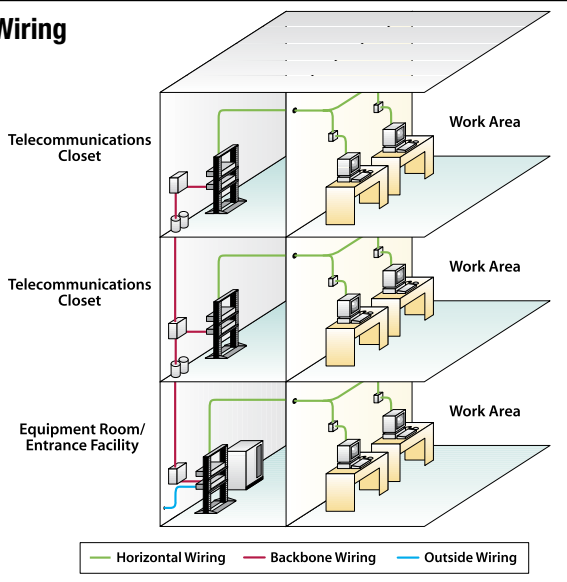 Wiring
Telecommunications
Closet
Work Area
Telecommunications
Closet
Work Area
Equipment Room/
Entrance Facility
Work Area
Horizontal Wiring
Backbone Wiring
Outside Wiring